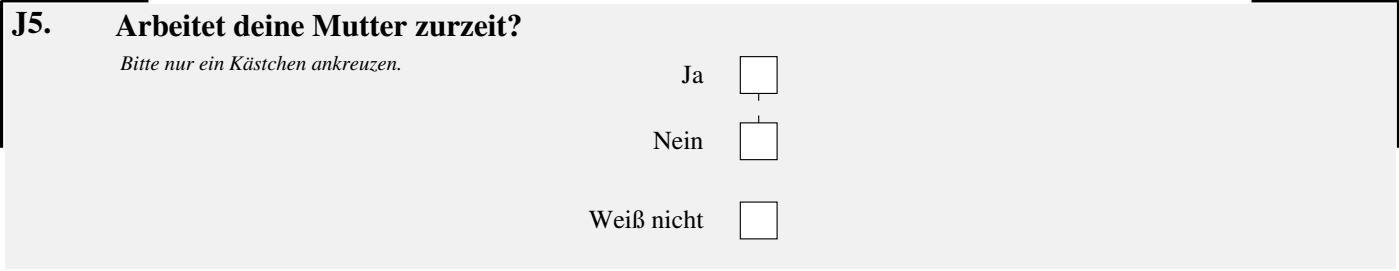 J5. Arbeitet deine Mutter zurzeit?
Bitte nur ein Kästchen ankreuzen.
Ja
Nein
Weiß nicht